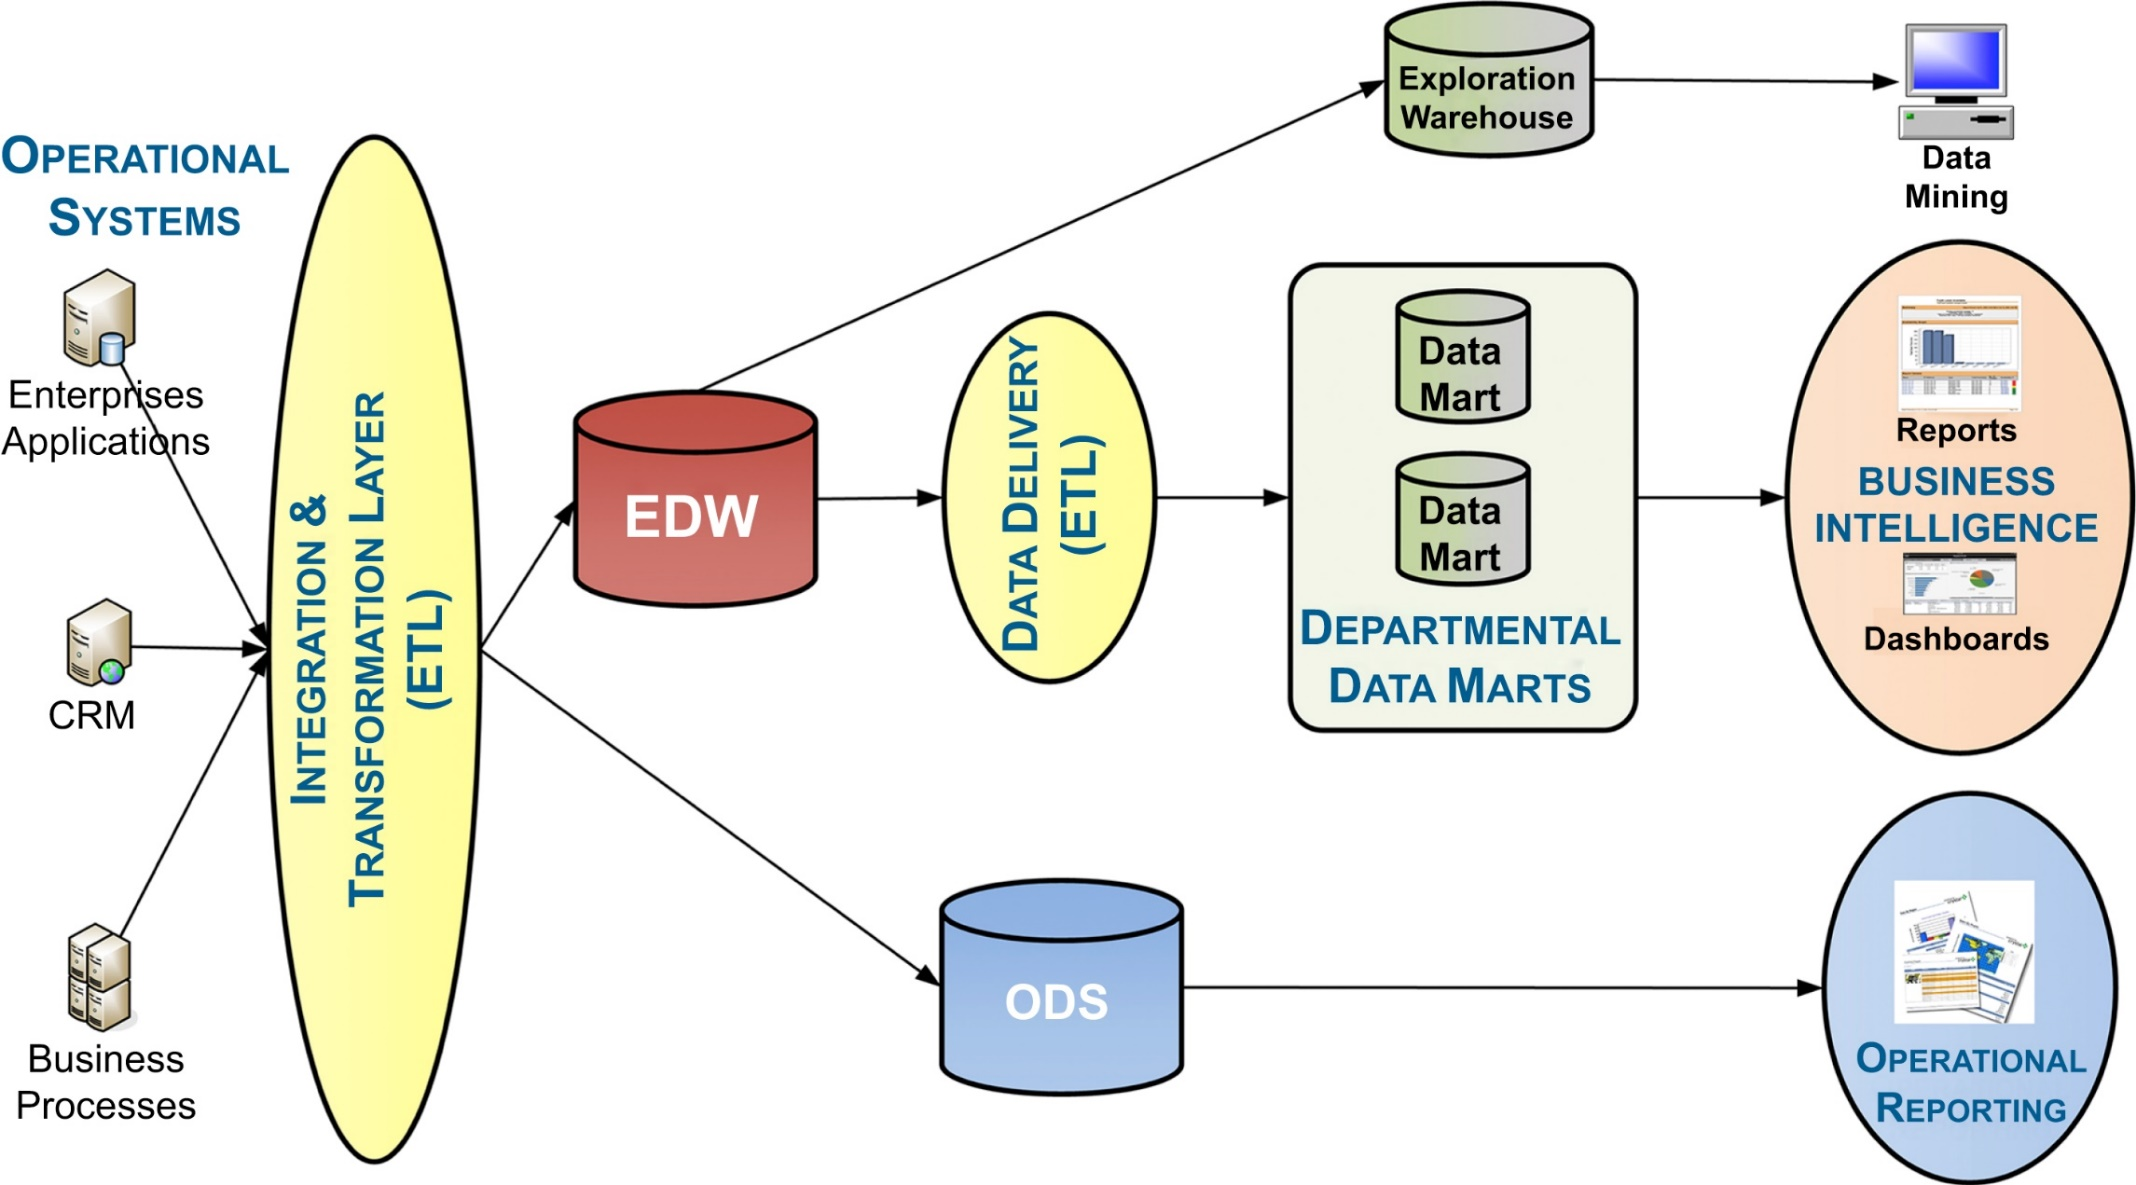 OPERATIONAL
SYSTEMS
Enterprises
Applications
CRM
Business
Processes
INTEGRATION &
TRANSFORMATION LAYER
(ETL)
EDW
DATA DELIVERY
(ETL)
Exploration
Warehouse
Data
Mining
Data
Mart
Data
Mart
DEPARTMENTAL
DATA MARTS
Reports
BUSINESS
INTELLIGENCE
Dashboards
ODS
OPERATIONAL
REPORTING